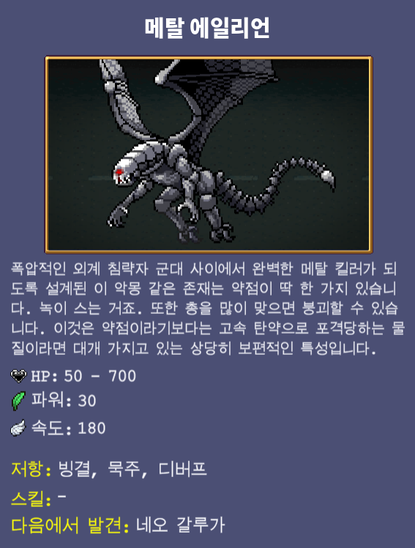 메탈 에일리언
폭압적인 외계 침략자 군대 사이에서 완벽한 메탈 킬러가 되
도록 설계된 이 악몽 같은 존재는 약점이 딱 한 가지 있습니
다. 녹이 스는 거죠. 또한 총을 많이 맞으면 붕괴할 수 있습
니다. 이것은 약점이라기보다는 고속 탄약으로 포격당하는 물
질이라면 대개 가지고 있는 상당히 보편적인 특성입니다.
HP: 50 - 700
파워: 30
속도: 180
저항: 빙결, 묵주, 디버프
스킬: -
다음에서 발견: 네오 갈루가